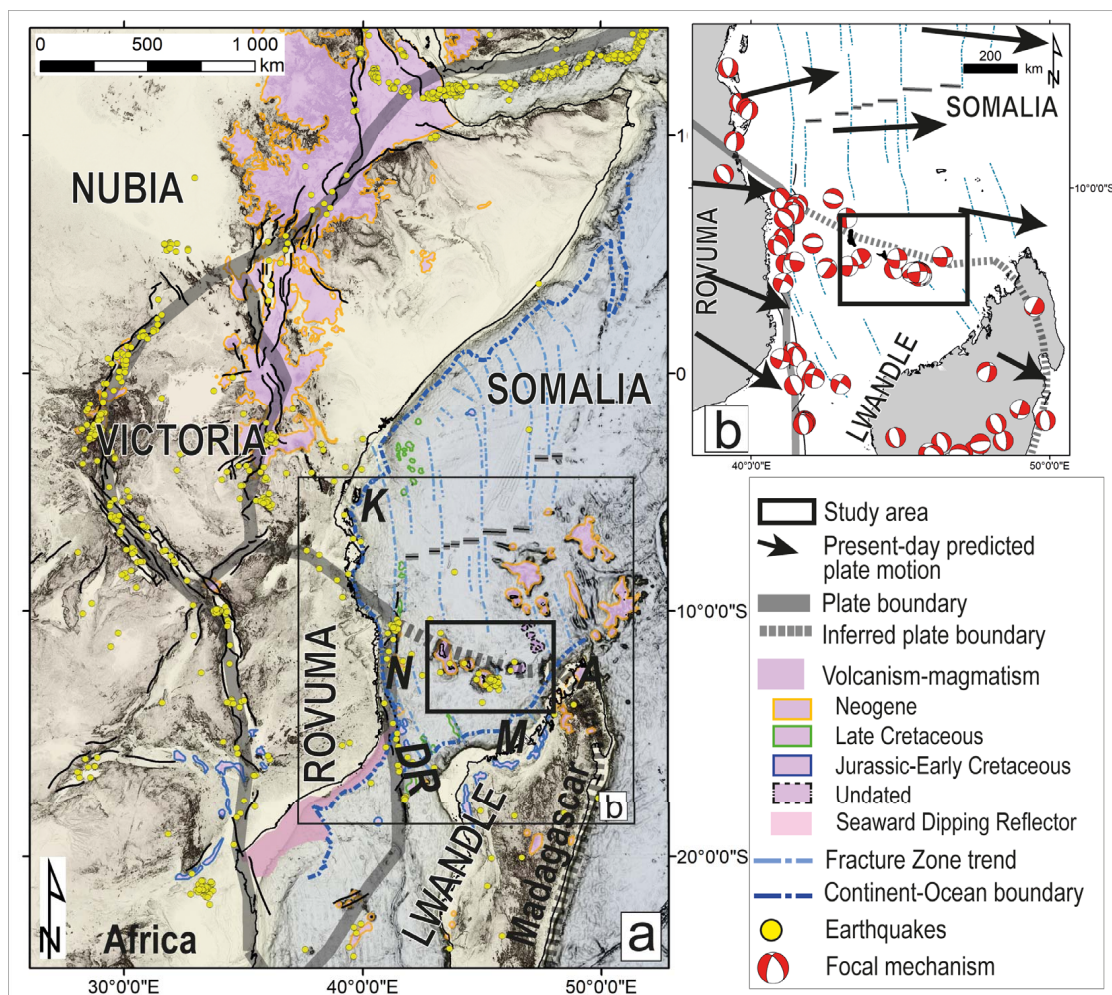 0 500 1 000
km
NUBIA
VICTORIA
SOMALIA
K
ROVUMA
N
A
M
DR
b
LWANDLE
Madagascar
N
Africa
a
10°0'0"S
20°0'0"S
0
30°0'0"E 40°0'0"E 50°0'0"E
200
km
N
SOMALIA
10°0'0"S
ROVUMA
LWANDLE
b
40°0'0"E 50°0'0"E
Study area
Present-day predicted
plate motion
Plate boundary
Inferred plate boundary
Volcanism-magmatism
Neogene
Late Cretaceous
Jurassic-Early Cretaceous
Undated
Seaward Dipping Reflector
Fracture Zone trend
Continent-Ocean boundary
Earthquakes
Focal mechanism